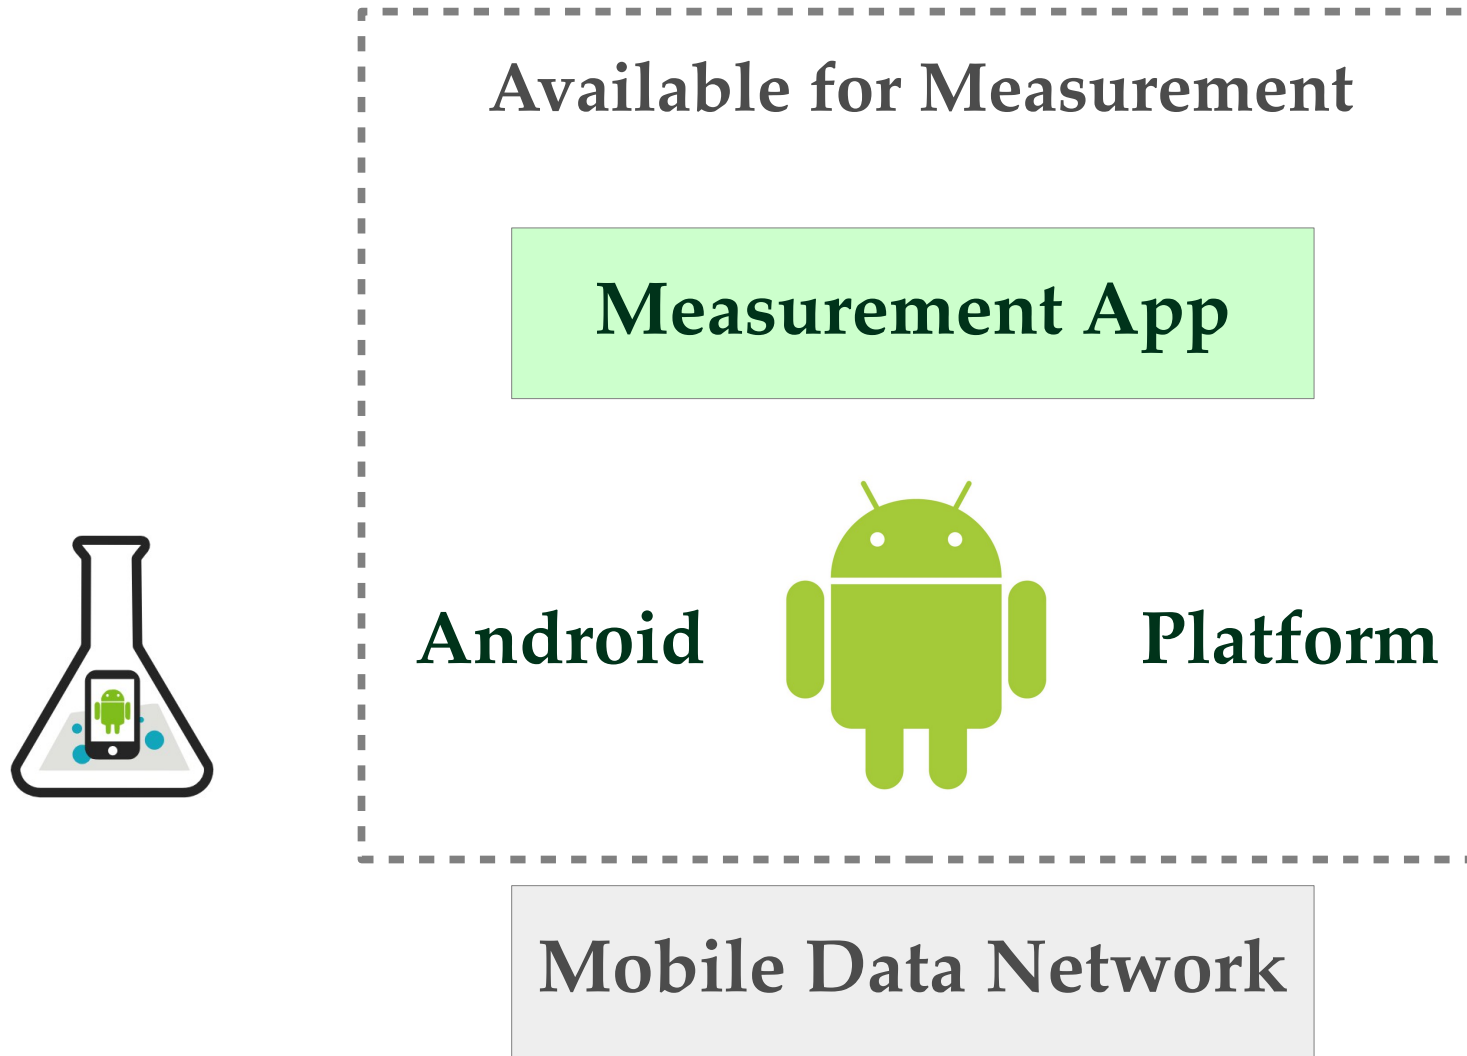 Available for Measurement
Measurement App
Android Platform
Mobile Data Network